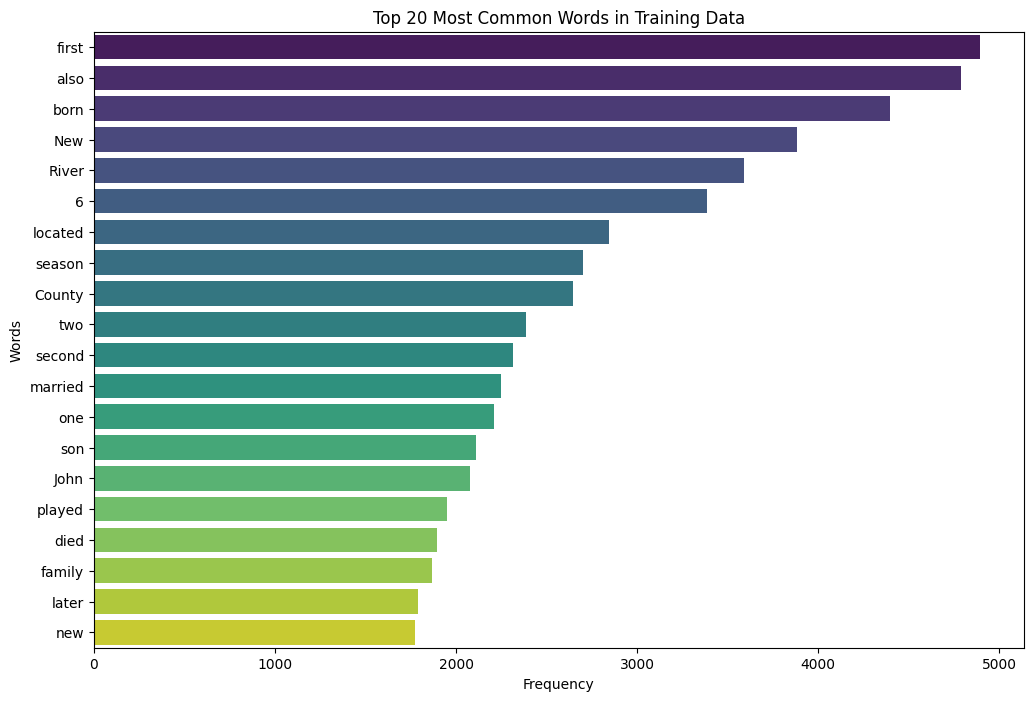 Top 20 Most Common Words in Training Data
first
also
born
New
River
6
located
season
County
two
second
married
one
son
John
played
died
family
later
new
Words
0 1000 2000 3000 4000 5000
Frequency